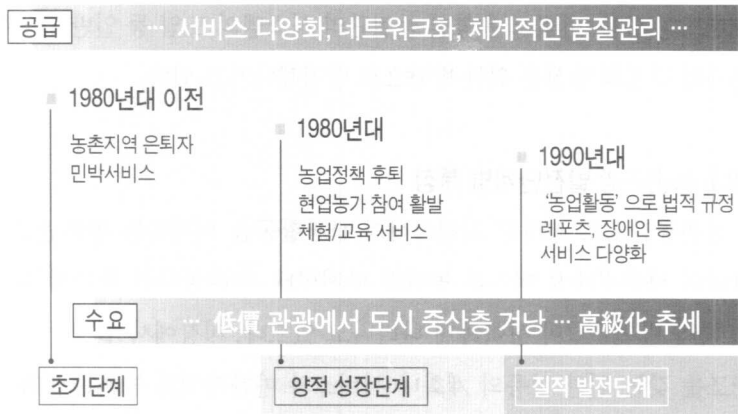 공급
··· 서비스 다양화, 네트워크화, 체계적인 품질관리 ···
1980년대 이전
농촌지역 은퇴자
민박서비스
1980년대
농업정책 후퇴
현업농가 참여 활발
체험/교육 서비스
1990년대
'농업활동' 으로 법적 규정
레포츠, 장애인 등
서비스 다양화
수요
··· 低價 관광에서 도시 중산층 겨냥 ··· 高級化 추세
초기단계
양적 성장단계
질적 발전단계